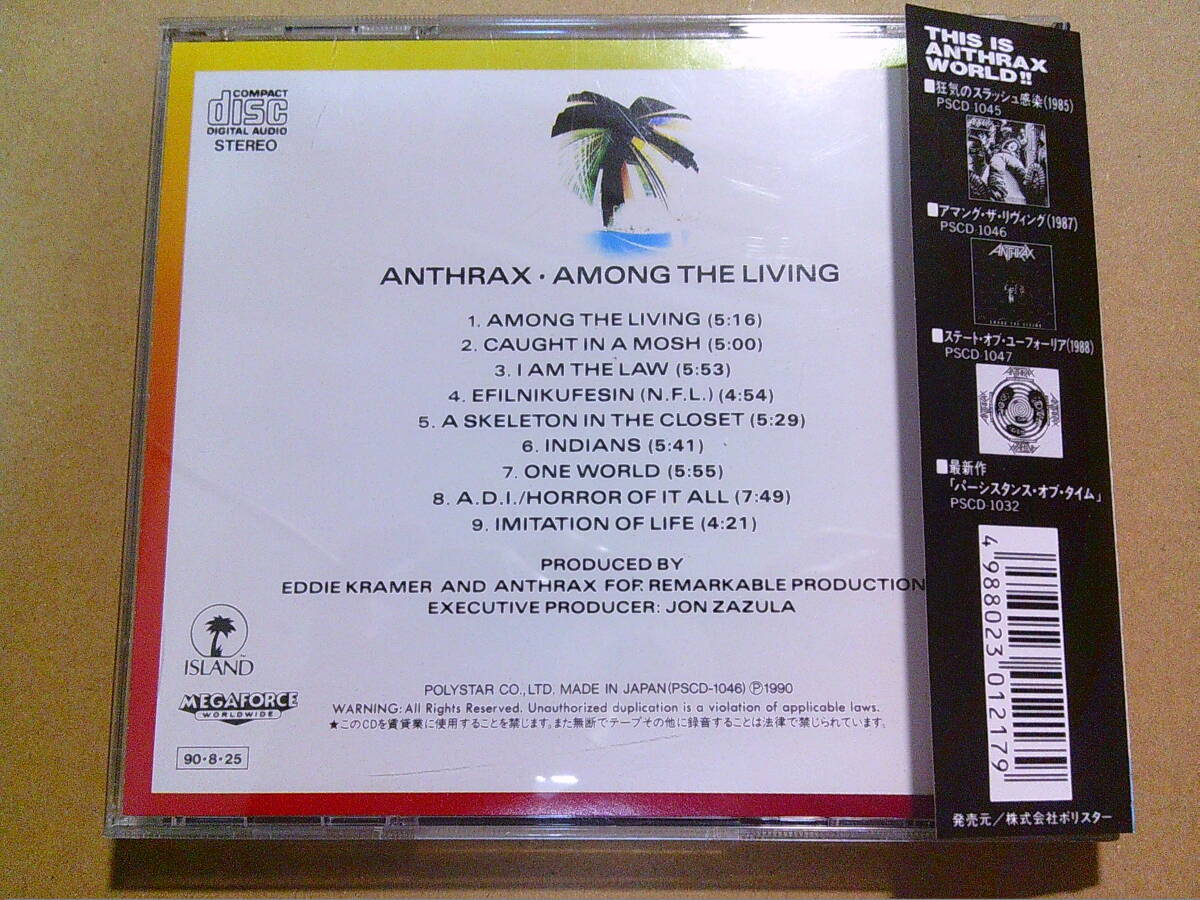 COMPACT
disc
DIGITAL AUDIO
STEREO
ANTHRAX · AMONG THE LIVING
1. AMONG THE LIVING (5:16)
2. CAUGHT IN A MOSH (5:00)
3. I AM THE LAW (5:53)
4. EFILNIKUFESIN (N.F.L.) (4:54)
5. A SKELETON IN THE CLOSET (5:29)
6. INDIANS (5:41)
7. ONE WORLD (5:55)
8. A.D.I./HORROR OF IT ALL (7:49)
9. IMITATION OF LIFE (4:21)
PRODUCED BY
EDDIE KRAMER AND ANTHRAX FOR REMARKABLE PRODUCTION
EXECUTIVE PRODUCER: JON ZAZULA
ISLAND
MEGAFORCE
WORLDWIDE
90·8·25
POLYSTAR CO., LTD. MADE IN JAPAN (PSCD-1046) Ⓟ1990
WARNING: All Rights Reserved. Unauthorized duplication is a violation of applicable laws.
★このCDを賃貸業に使用することを禁じます。また無断でテープその他に録音することは法律で禁じられています。
THIS IS
ANTHRAX
WORLD!!
■狂気のスラッシュ感染(1985)
PSCD-1045
■アマング・ザ・リヴィング(1987)
PSCD-1046
ANTHRAX
AMONG THE LIVING
■ステート・オブ・ユーフォーリア(1988)
PSCD-1047
■最新作
「パーシスタンス・オブ・タイム」
PSCD-1032
4 988023 012179
発売元/株式会社ポリスター